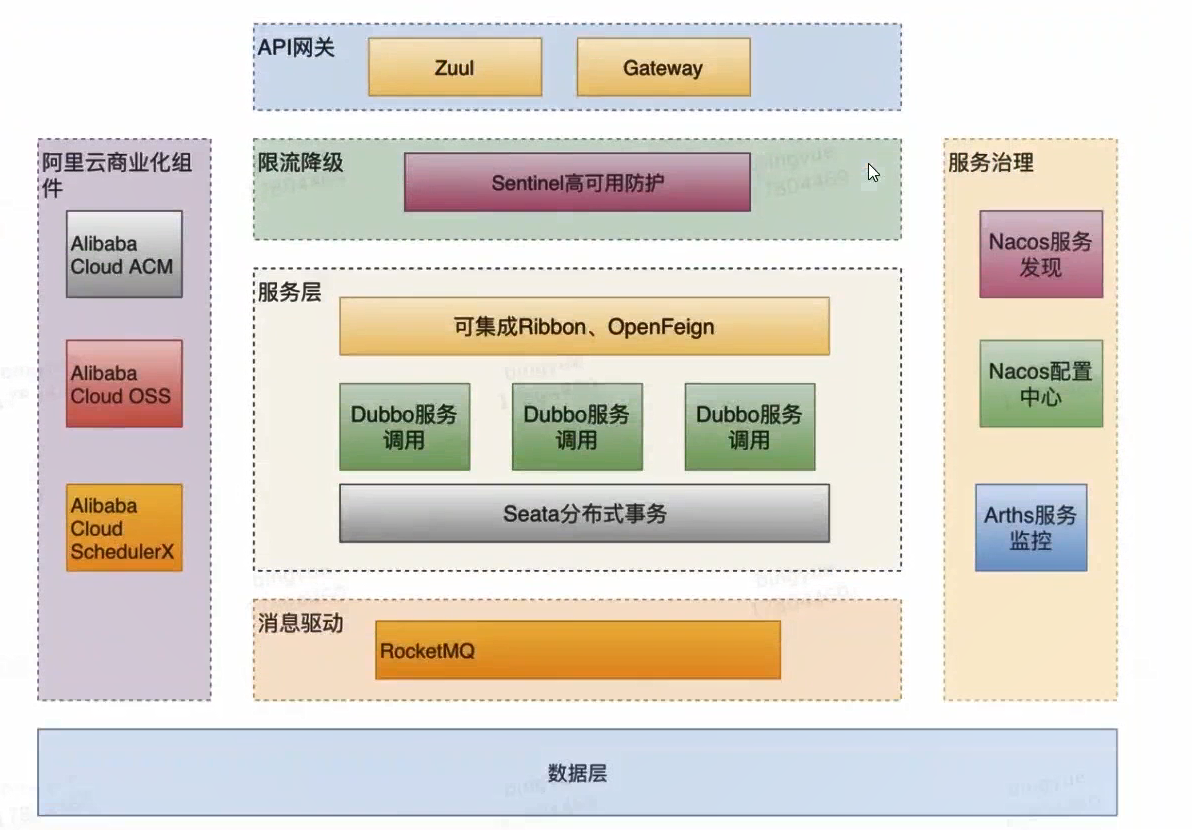 API网关
Zuul
Gateway
阿里云商业化组
件
Alibaba
Cloud ACM
Alibaba
Cloud OSS
Alibaba
Cloud
SchedulerX
限流降级
Sentinel高可用防护
服务层
可集成Ribbon、OpenFeign
Dubbo服务
调用
Dubbo服务
调用
Dubbo服务
调用
Seata分布式事务
消息驱动
RocketMQ
服务治理
Nacos服务
发现
Nacos配置
中心
Arths服务
监控
数据层